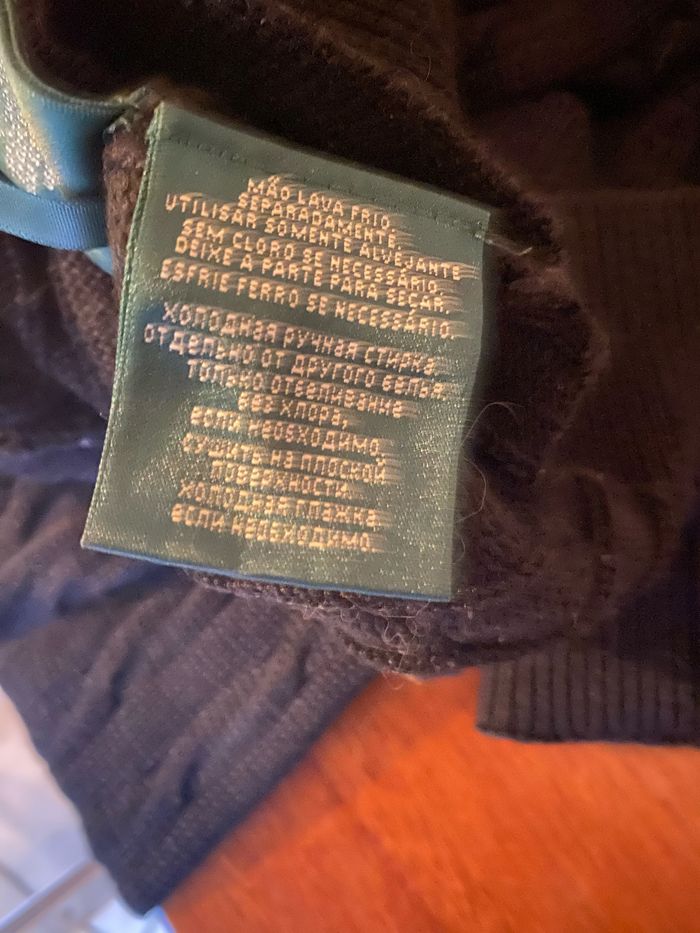 MÃO LAVA FRIO.
SEPARADAMENTE.
UTILISAR SOMENTE ALVEJANTE
SEM CLORO SE NECESSÁRIO.
DEIXE A PARTE PARA SECAR.
ESFRIE FERRO SE NECESSÁRIO.
ХОЛОДНАЯ РУЧНАЯ СТИРКА
ОТДЕЛЬНО ОТ ДРУГОГО БЕЛЬЯ.
ТОЛЬКО ОТБЕЛИВАНИЕ
БЕЗ ХЛОРА,
ЕСЛИ НЕОБХОДИМО,
СУШИТЬ НА ПЛОСКОЙ
ПОВЕРХНОСТИ.
ХОЛОДНАЯ ГЛАЖКА
ЕСЛИ НЕОБХОДИМО.